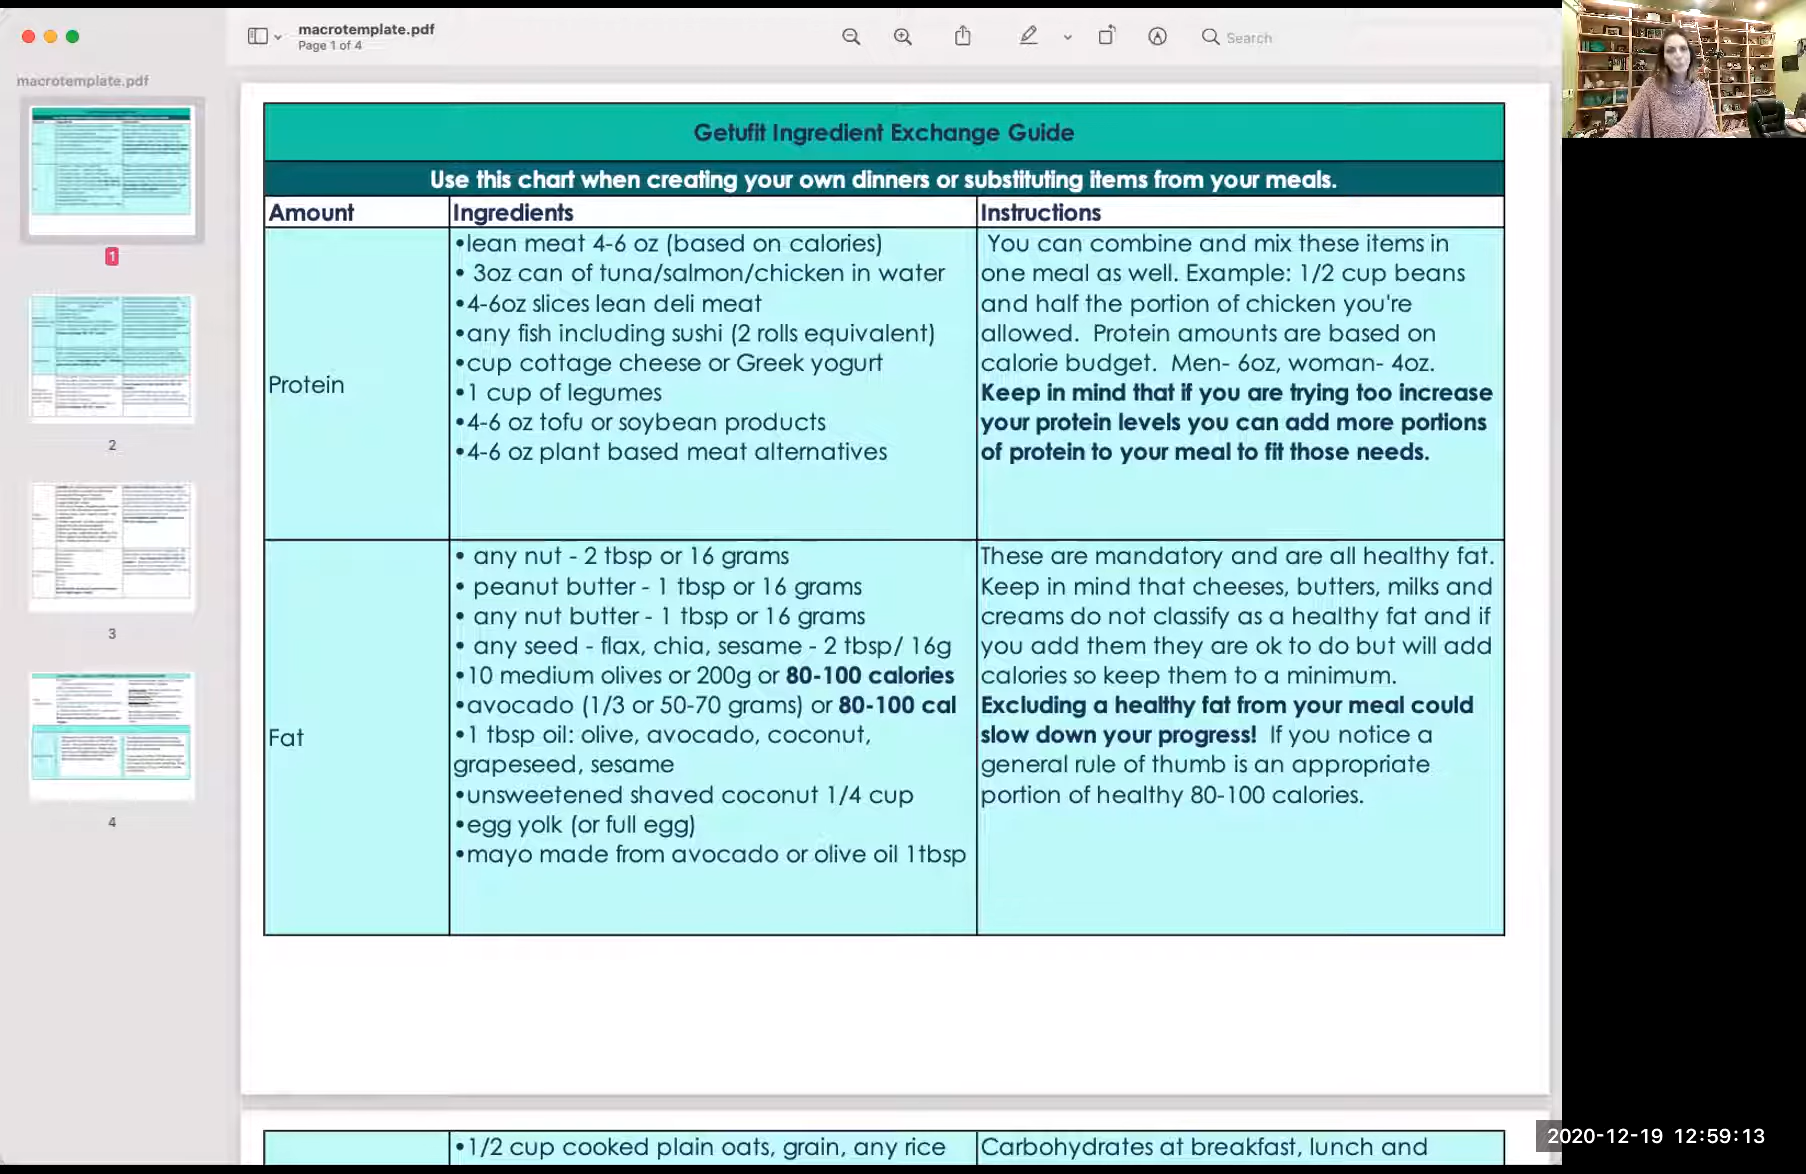 macrotemplate.pdf
Page 1 of 4
Search
macrotemplate.pdf
1
2
3
4
Getufit Ingredient Exchange Guide
Use this chart when creating your own dinners or substituting items from your meals.
Amount
Ingredients
Instructions
Protein
•lean meat 4-6 oz (based on calories)
• 3oz can of tuna/salmon/chicken in water
•4-6oz slices lean deli meat
•any fish including sushi (2 rolls equivalent)
•cup cottage cheese or Greek yogurt
•1 cup of legumes
•4-6 oz tofu or soybean products
•4-6 oz plant based meat alternatives
You can combine and mix these items in
one meal as well. Example: 1/2 cup beans
and half the portion of chicken you're
allowed. Protein amounts are based on
calorie budget. Men- 6oz, woman- 4oz.
Keep in mind that if you are trying too increase
your protein levels you can add more portions
of protein to your meal to fit those needs.
Fat
• any nut - 2 tbsp or 16 grams
• peanut butter - 1 tbsp or 16 grams
• any nut butter - 1 tbsp or 16 grams
• any seed - flax, chia, sesame - 2 tbsp/ 16g
•10 medium olives or 200g or 80-100 calories
•avocado (1/3 or 50-70 grams) or 80-100 cal
•1 tbsp oil: olive, avocado, coconut,
grapeseed, sesame
•unsweetened shaved coconut 1/4 cup
•egg yolk (or full egg)
•mayo made from avocado or olive oil 1tbsp
These are mandatory and are all healthy fat.
Keep in mind that cheeses, butters, milks and
creams do not classify as a healthy fat and if
you add them they are ok to do but will add
calories so keep them to a minimum.
Excluding a healthy fat from your meal could
slow down your progress! If you notice a
general rule of thumb is an appropriate
portion of healthy 80-100 calories.
•1/2 cup cooked plain oats, grain, any rice
Carbohydrates at breakfast, lunch and
2020-12-19 12:59:13